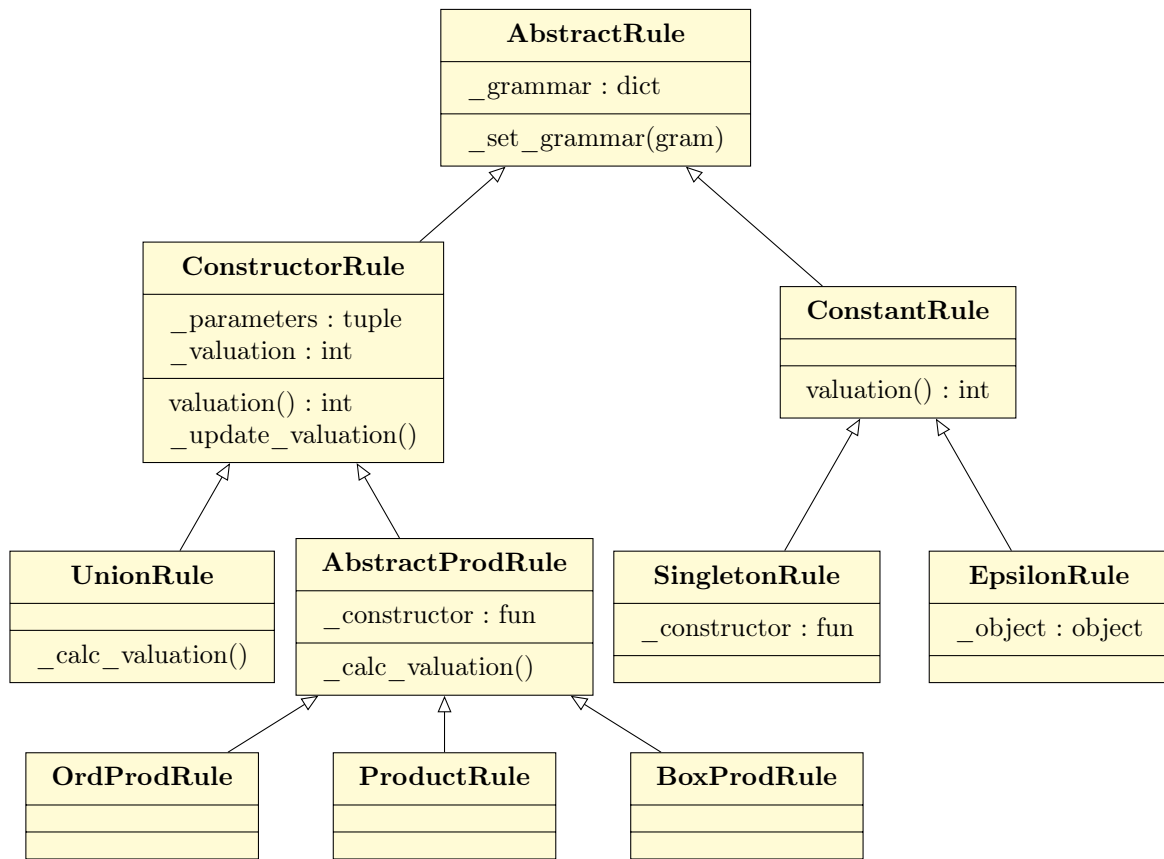 AbstractRule
_grammar : dict
_set_grammar(gram)
ConstructorRule
_parameters : tuple
_valuation : int
valuation() : int
_update_valuation()
ConstantRule
valuation() : int
UnionRule
_calc_valuation()
AbstractProdRule
_constructor : fun
_calc_valuation()
SingletonRule
_constructor : fun
EpsilonRule
_object : object
OrdProdRule
ProductRule
BoxProdRule